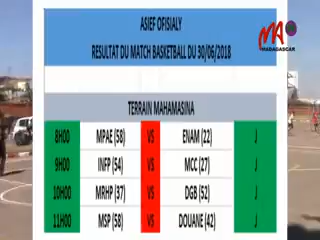 ASIEF OFISIALY
MA
MADAGASCAR
RESULTAT DU MATCH BASKETBALL DU 30/06/2018
TERRAIN MAHAMASINA
8H00 MPAE (58) VS ENAM (22) J
9H00 INFP (54) VS MCC (27) J
10H00 MRHP (37) VS DGB (52) J
11H00 MSP (58) VS DOUANE (42) J